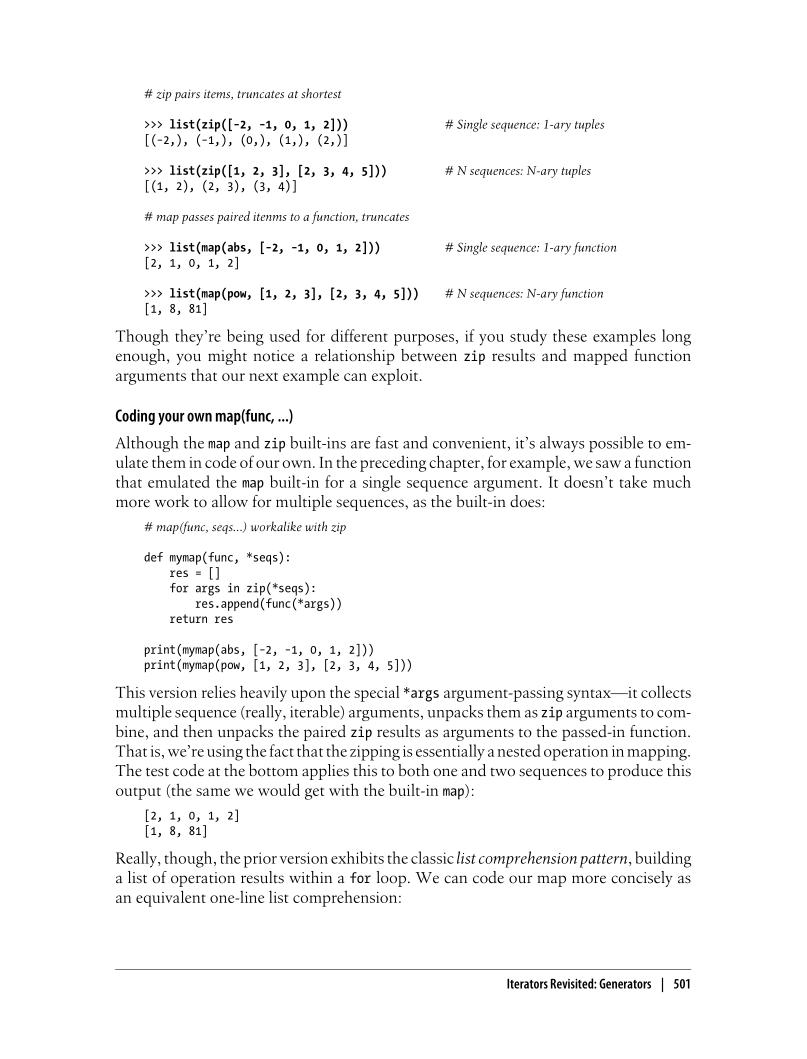 # zip pairs items, truncates at shortest
>>> list(zip([-2, -1, 0, 1, 2])) # Single sequence: 1-ary tuples
[(-2,), (-1,), (0,), (1,), (2,)]
>>> list(zip([1, 2, 3], [2, 3, 4, 5])) # N sequences: N-ary tuples
[(1, 2), (2, 3), (3, 4)]
# map passes paired itenms to a function, truncates
>>> list(map(abs, [-2, -1, 0, 1, 2])) # Single sequence: 1-ary function
[2, 1, 0, 1, 2]
>>> list(map(pow, [1, 2, 3], [2, 3, 4, 5])) # N sequences: N-ary function
[1, 8, 81]
Though they're being used for different purposes, if you study these examples long
enough, you might notice a relationship between zip results and mapped function
arguments that our next example can exploit.
Coding your own map(func, ...)
Although the map and zip built-ins are fast and convenient, it's always possible to em-
ulate them in code of our own. In the preceding chapter, for example, we saw a function
that emulated the map built-in for a single sequence argument. It doesn't take much
more work to allow for multiple sequences, as the built-in does:
# map(func, seqs...) workalike with zip
def mymap(func, *seqs):
    res = []
    for args in zip(*seqs):
        res.append(func(*args))
    return res
print(mymap(abs, [-2, -1, 0, 1, 2]))
print(mymap(pow, [1, 2, 3], [2, 3, 4, 5]))
This version relies heavily upon the special *args argument-passing syntax—it collects
multiple sequence (really, iterable) arguments, unpacks them as zip arguments to com-
bine, and then unpacks the paired zip results as arguments to the passed-in function.
That is, we're using the fact that the zipping is essentially a nested operation in mapping.
The test code at the bottom applies this to both one and two sequences to produce this
output (the same we would get with the built-in map):
[2, 1, 0, 1, 2]
[1, 8, 81]
Really, though, the prior version exhibits the classic list comprehension pattern, building
a list of operation results within a for loop. We can code our map more concisely as
an equivalent one-line list comprehension:
Iterators Revisited: Generators | 501